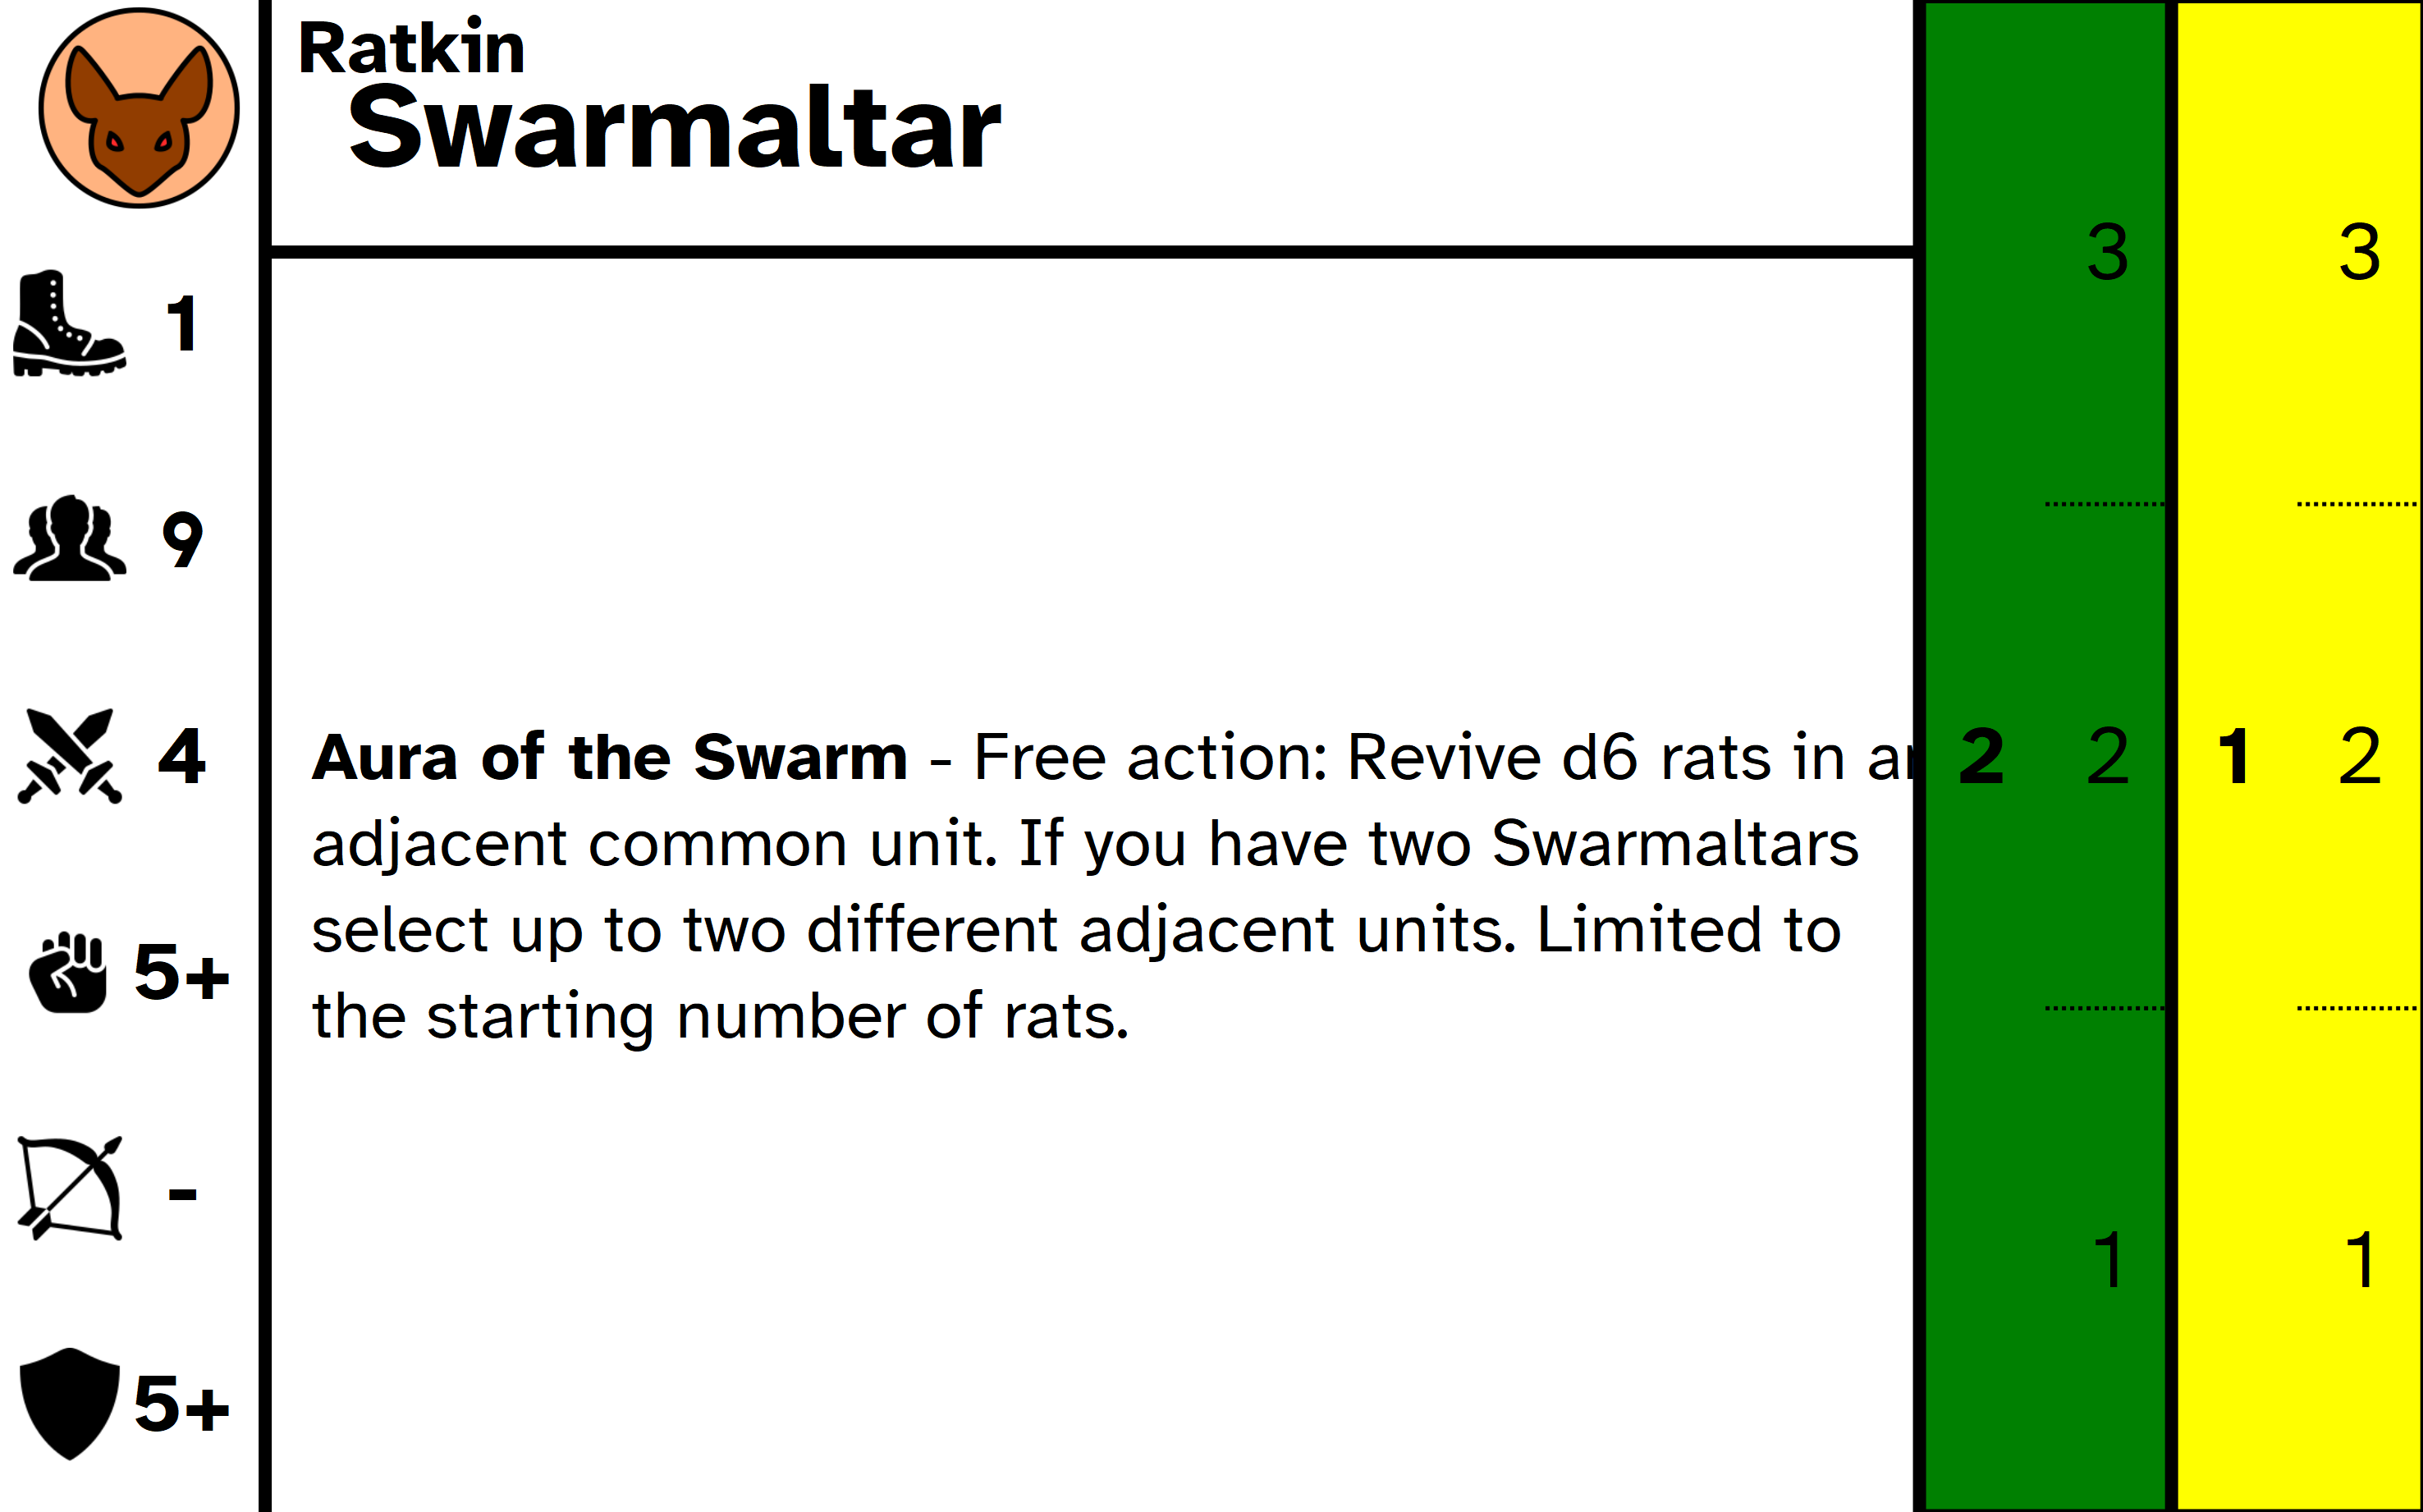 Ratkin
Swarmaltar
1
9
4
5+
-
5+
Aura of the Swarm - Free action: Revive d6 rats in
adjacent common unit. If you have two Swarmaltars
select up to two different adjacent units. Limited to
the starting number of rats.
3
2 2
1
3
1 2
1